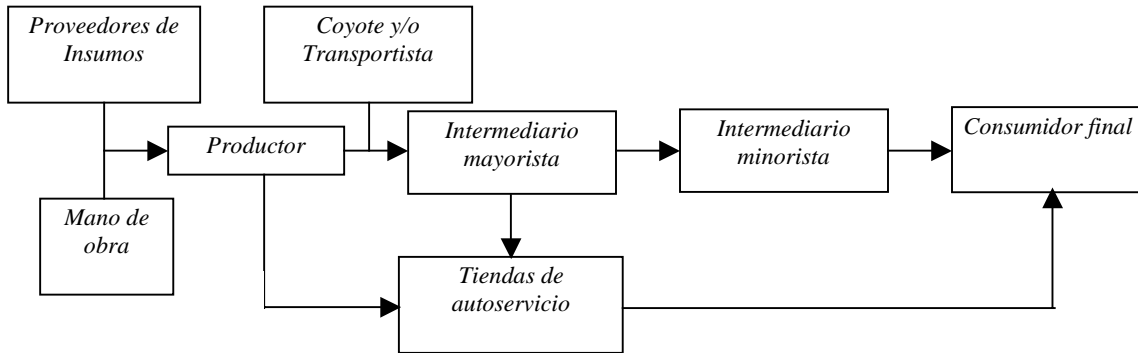 Proveedores de
Insumos
Coyote y/o
Transportista
Productor
Intermediario
mayorista
Intermediario
minorista
Consumidor final
Mano de
obra
Tiendas de
autoservicio